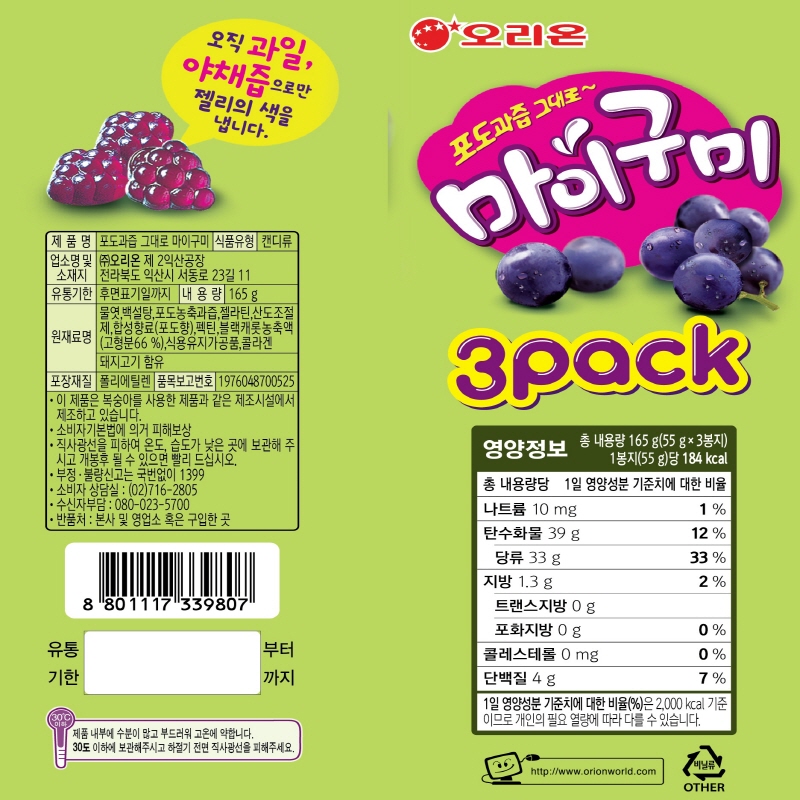 오직 과일,
야채즙으로만
젤리의 색을
냅니다.
제 품 명 포도과즙 그대로 마이구미 식품유형 캔디류
업소명 및 소재지 ㈜오리온 제 2익산공장
전라북도 익산시 서동로 23길 11
유통기한 후면표기일까지 내 용 량 165 g
원재료명 물엿,백설탕,포도농축과즙,젤라틴,산도조절
제,합성향료(포도향),펙틴,블랙캐롯농축액
(고형분66 %),식용유지가공품,콜라겐
돼지고기 함유
포장재질 폴리에틸렌 품목보고번호 1976048700525
• 이 제품은 복숭아를 사용한 제품과 같은 제조시설에서
제조하고 있습니다.
• 소비자기본법에 의거 피해보상
• 직사광선을 피하여 온도, 습도가 낮은 곳에 보관해 주
시고 개봉후 될 수 있으면 빨리 드십시오.
• 부정·불량신고는 국번없이 1399
• 소비자 상담실 : (02)716-2805
• 수신자부담 : 080-023-5700
• 반품처 : 본사 및 영업소 혹은 구입한 곳
8 801117 339807
유통 부터
기한 까지
30℃
이하
제품 내부에 수분이 많고 부드러워 고온에 약합니다.
30도 이하에 보관해주시고 하절기 전면 직사광선을 피해주세요.
오리온
포도과즙 그대로~
마이구미
3pack
영양정보 총 내용량 165 g(55 g × 3봉지)
1봉지(55 g)당 184 kcal
총 내용량당 1일 영양성분 기준치에 대한 비율
나트륨 10 mg 1 %
탄수화물 39 g 12 %
당류 33 g 33 %
지방 1.3 g 2 %
트랜스지방 0 g
포화지방 0 g 0 %
콜레스테롤 0 mg 0 %
단백질 4 g 7 %
1일 영양성분 기준치에 대한 비율(%)은 2,000 kcal 기준
이므로 개인의 필요 열량에 따라 다를 수 있습니다.
http://www.orionworld.com
비닐류
OTHER